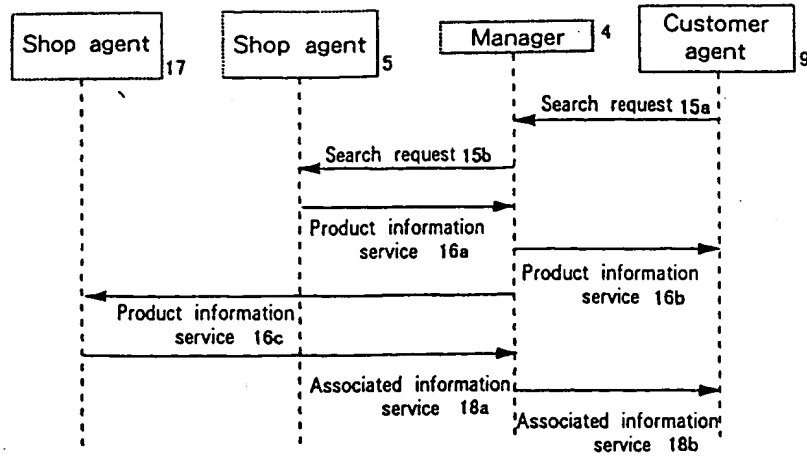 Shop agent
17
Shop agent
5
Manager
4
Customer
agent
9
Search request 15a
Search request 15b
Product information
service 16a
Product information
service 16b
Product information
service 16c
Associated information
service 18a
Associated information
service 18b